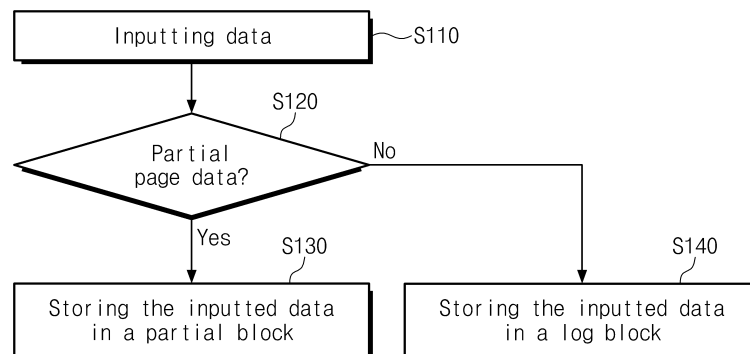 Inputting data
S110
S120
Partial
page data?
No
Yes
S130
S140
Storing the inputted data
in a partial block
Storing the inputted data
in a log block